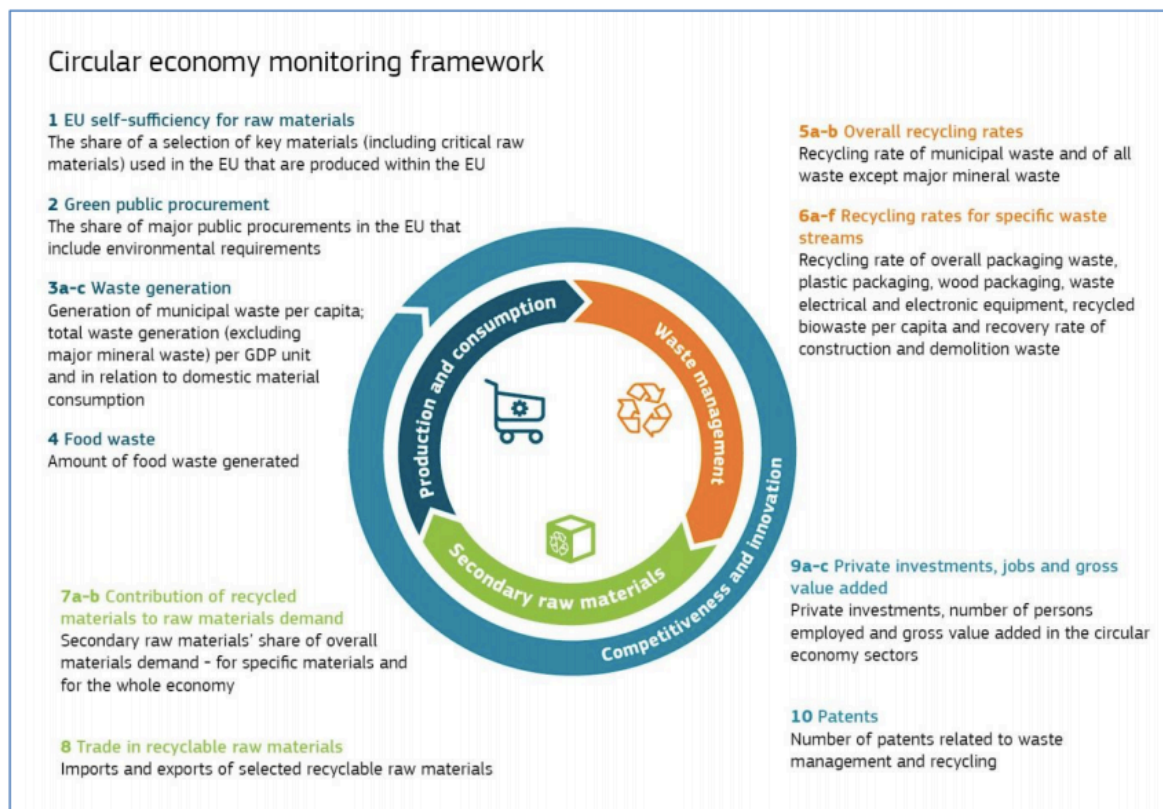 Circular economy monitoring framework
1 EU self-sufficiency for raw materials
The share of a selection of key materials (including critical raw
materials) used in the EU that are produced within the EU
2 Green public procurement
The share of major public procurements in the EU that
include environmental requirements
3a-c Waste generation
Generation of municipal waste per capita;
total waste generation (excluding
major mineral waste) per GDP unit
and in relation to domestic material
consumption
4 Food waste
Amount of food waste generated
5a-b Overall recycling rates
Recycling rate of municipal waste and of all
waste except major mineral waste
6a-f Recycling rates for specific waste
streams
Recycling rate of overall packaging waste,
plastic packaging, wood packaging, waste
electrical and electronic equipment, recycled
biowaste per capita and recovery rate of
construction and demolition waste
Production and consumption
Waste management
Secondary raw materials
Competitiveness and innovation
7a-b Contribution of recycled
materials to raw materials demand
Secondary raw materials' share of overall
materials demand - for specific materials and
for the whole economy
8 Trade in recyclable raw materials
Imports and exports of selected recyclable raw materials
9a-c Private investments, jobs and gross
value added
Private investments, number of persons
employed and gross value added in the circular
economy sectors
10 Patents
Number of patents related to waste
management and recycling